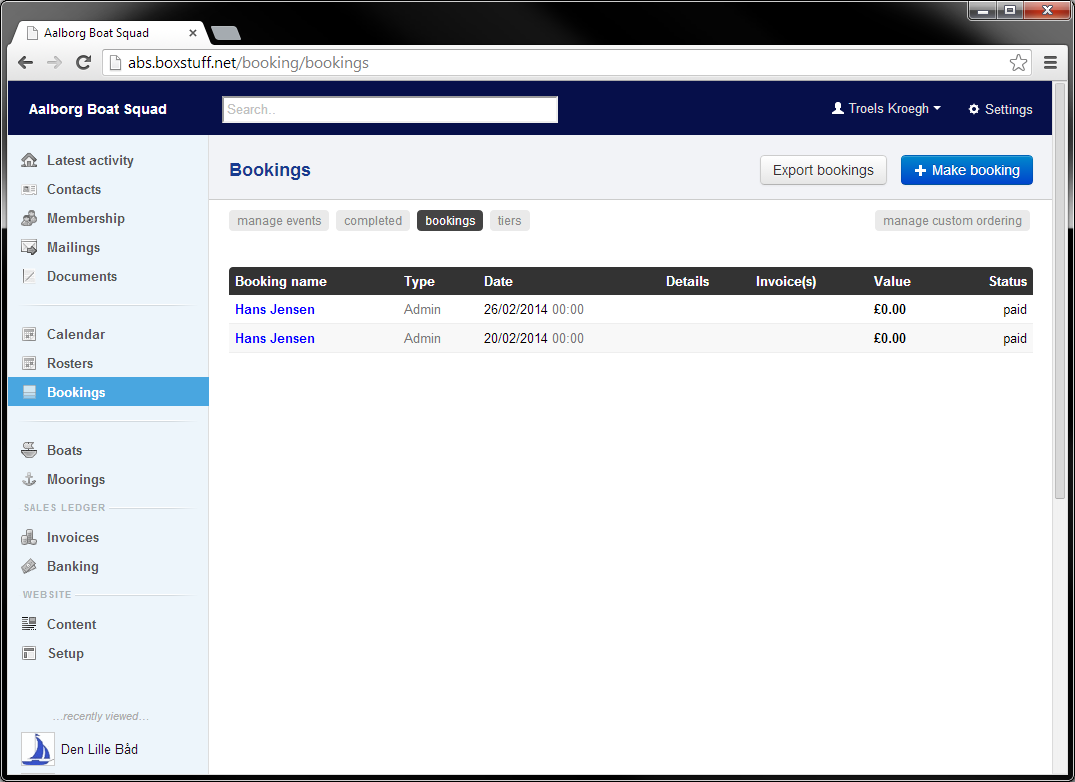 Aalborg Boat Squad
abs.boxstuff.net/booking/bookings
Aalborg Boat Squad
Search..
Troels Kroegh
Settings
Latest activity
Contacts
Membership
Mailings
Documents
Calendar
Rosters
Bookings
Boats
Moorings
SALES LEDGER
Invoices
Banking
WEBSITE
Content
Setup
...recently viewed...
Den Lille Båd
Bookings
Export bookings
Make booking
manage events completed bookings tiers manage custom ordering
Booking name Type Date Details Invoice(s) Value Status
Hans Jensen Admin 26/02/2014 00:00 £0.00 paid
Hans Jensen Admin 20/02/2014 00:00 £0.00 paid